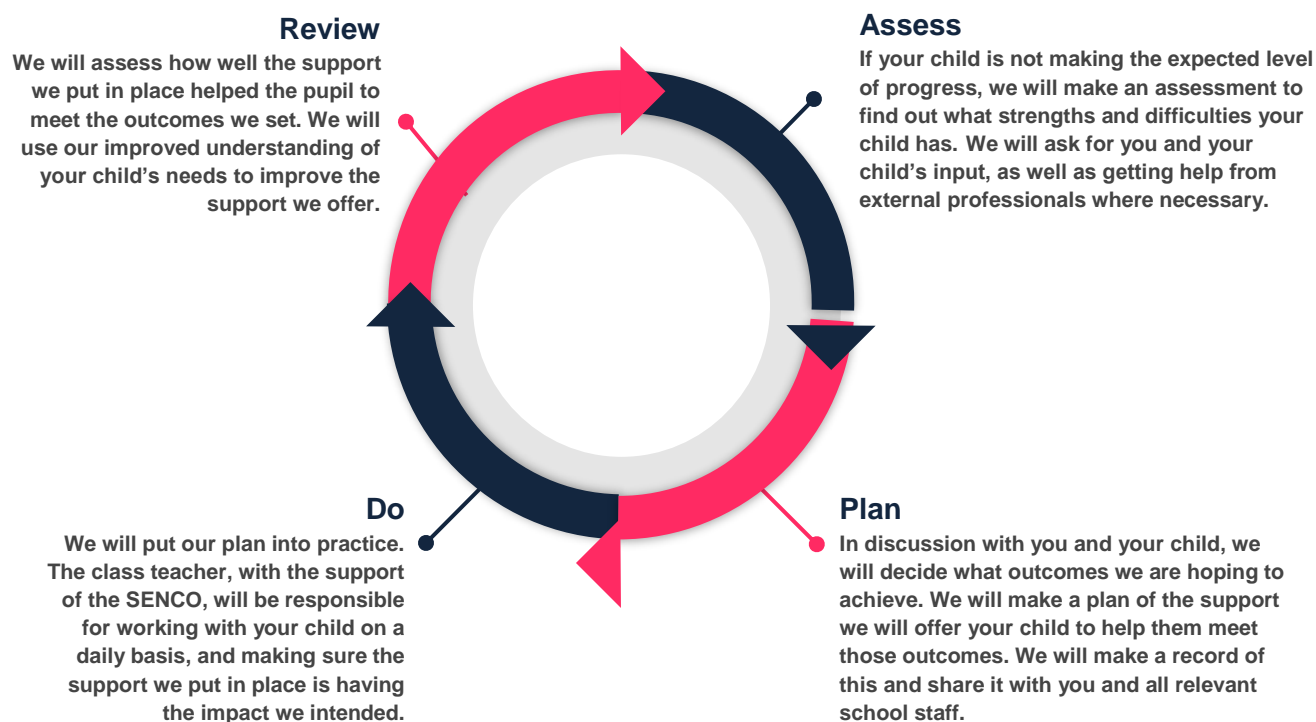 Review
We will assess how well the support
we put in place helped the pupil to
meet the outcomes we set. We will
use our improved understanding of
your child’s needs to improve the
support we offer.
Assess
If your child is not making the expected level
of progress, we will make an assessment to
find out what strengths and difficulties your
child has. We will ask for you and your
child’s input, as well as getting help from
external professionals where necessary.
Do
We will put our plan into practice.
The class teacher, with the support
of the SENCO, will be responsible
for working with your child on a
daily basis, and making sure the
support we put in place is having
the impact we intended.
Plan
In discussion with you and your child, we
will decide what outcomes we are hoping to
achieve. We will make a plan of the support
we will offer your child to help them meet
those outcomes. We will make a record of
this and share it with you and all relevant
school staff.